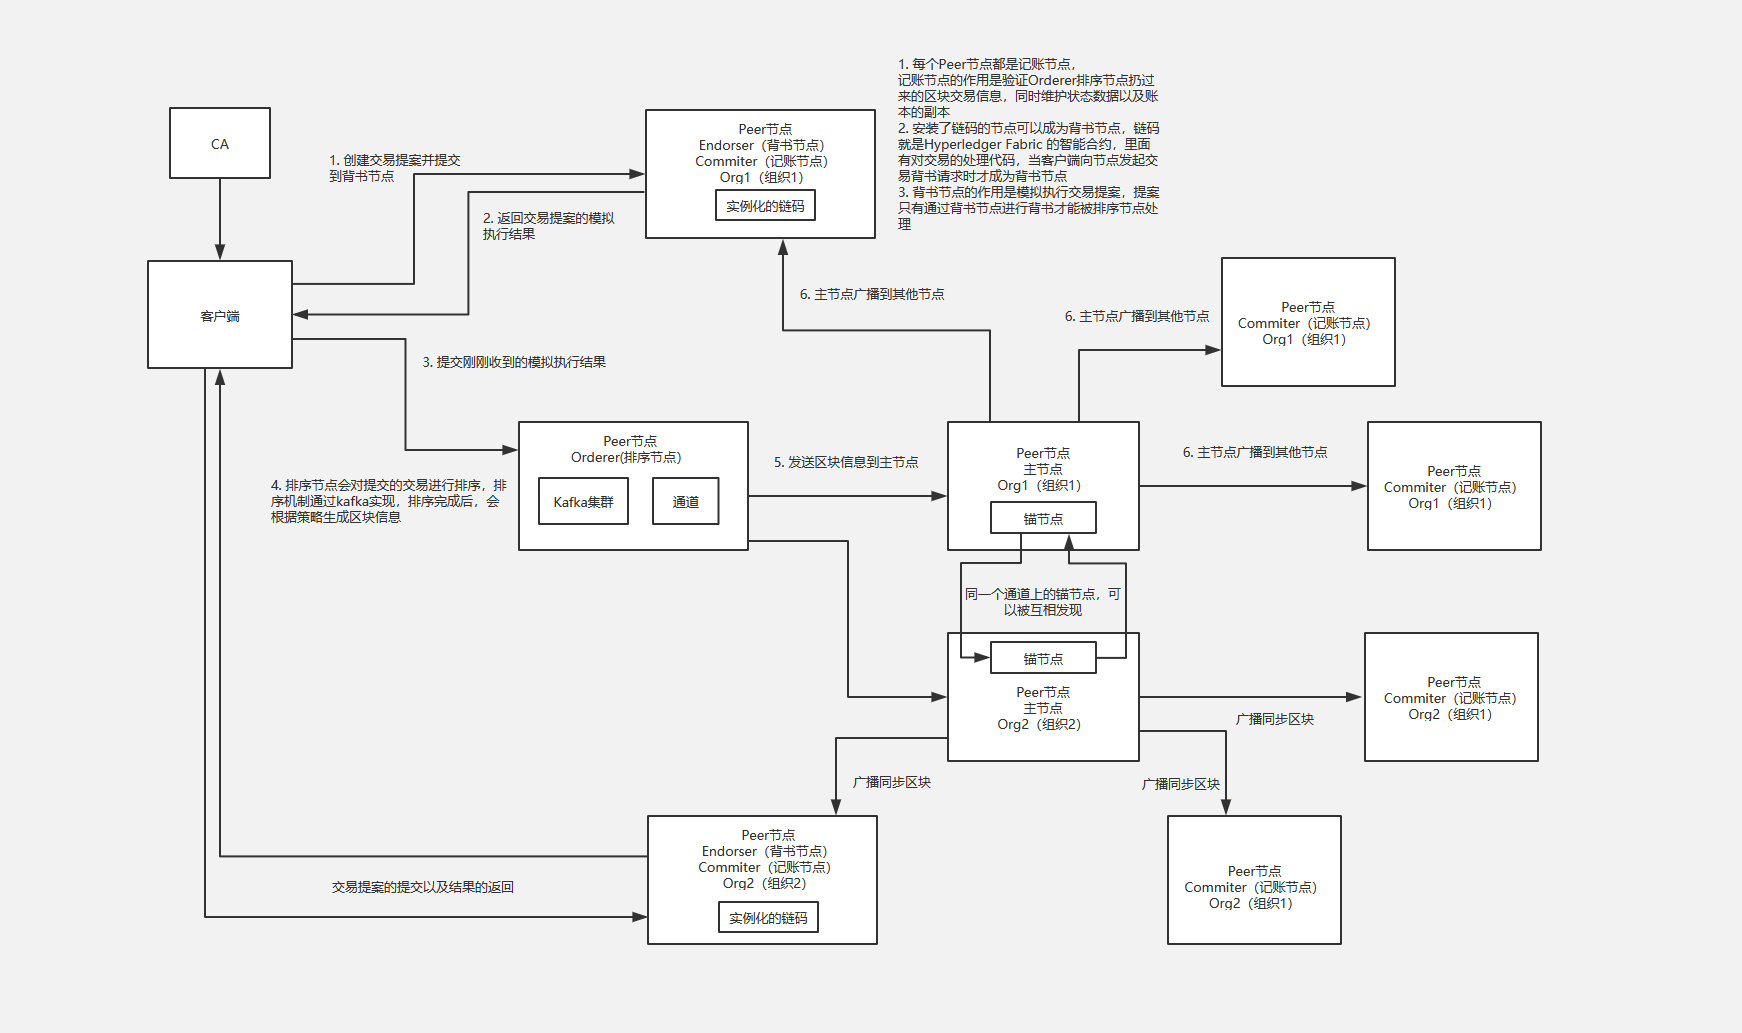 1. 每个Peer节点都是记账节点，
记账节点的作用是验证Orderer排序节点扔过
来的区块交易信息，同时维护状态数据以及账
本的副本
2. 安装了链码的节点可以成为背书节点，链码
就是Hyperledger Fabric 的智能合约，里面
有对交易的处理代码，当客户端向节点发起交
易背书请求时才成为背书节点
3. 背书节点的作用是模拟执行交易提案，提案
只有通过背书节点进行背书才能被排序节点处
理
CA
1. 创建交易提案并提交
到背书节点
Peer节点
Endorser（背书节点）
Commiter（记账节点）
Org1（组织1）
实例化的链码
2. 返回交易提案的模拟
执行结果
客户端
6. 主节点广播到其他节点
6. 主节点广播到其他节点
Peer节点
Commiter（记账节点）
Org1（组织1）
3. 提交刚刚收到的模拟执行结果
Peer节点
Orderer(排序节点）
Kafka集群
通道
4. 排序节点会对提交的交易进行排序，排
序机制通过kafka实现，排序完成后，会
根据策略生成区块信息
5. 发送区块信息到主节点
Peer节点
主节点
Org1（组织1）
锚节点
6. 主节点广播到其他节点
Peer节点
Commiter（记账节点）
Org1（组织1）
同一个通道上的锚节点，可
以被互相发现
锚节点
Peer节点
主节点
Org2（组织2）
Peer节点
Commiter（记账节点）
Org2（组织1）
广播同步区块
广播同步区块
广播同步区块
Peer节点
Endorser（背书节点）
Commiter（记账节点）
Org2（组织2）
实例化的链码
交易提案的提交以及结果的返回
Peer节点
Commiter（记账节点）
Org2（组织1）